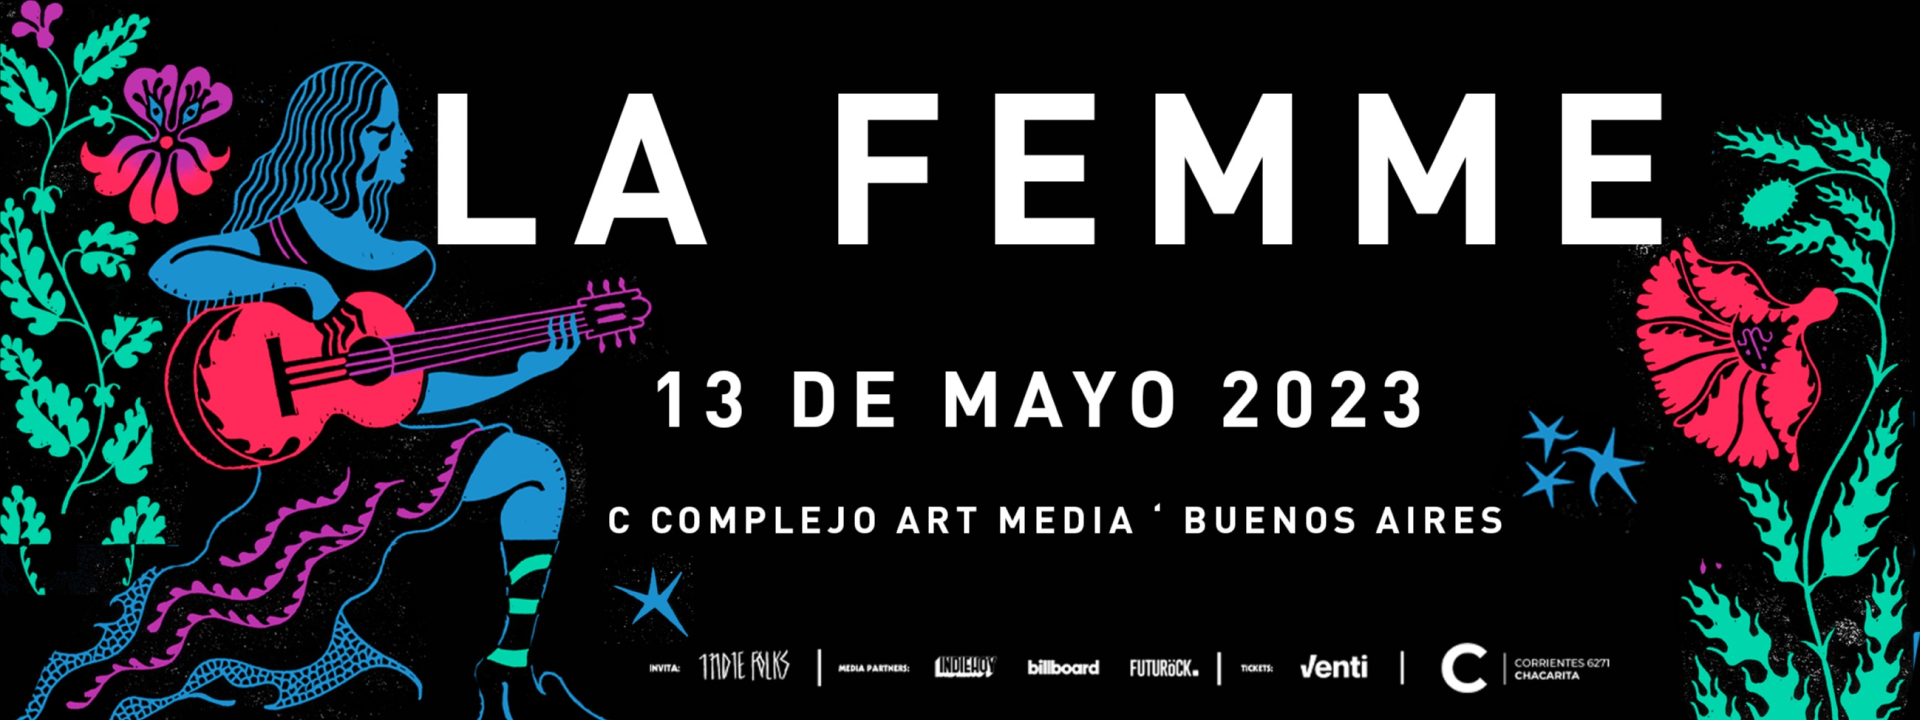 LA FEMME
13 DE MAYO 2023
C COMPLEJO ART MEDIA ‘ BUENOS AIRES
INVITA: INDIE FOLKS | MEDIA PARTNERS: INDIEHOY billboard FUTURöCK. | TICKETS: Venti | C | CORRIENTES 6271
CHACARITA